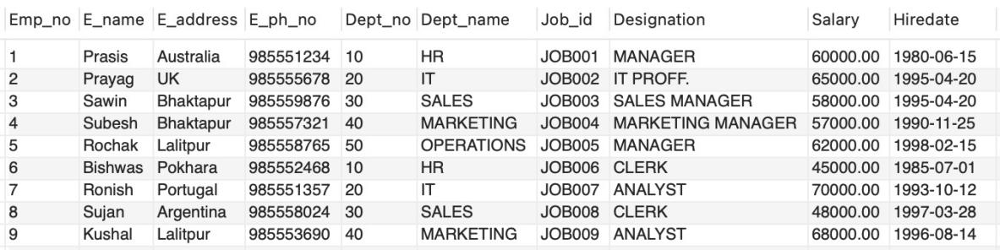 Emp_no E_name E_address E_ph_no Dept_no Dept_name Job_id Designation Salary Hiredate
1 Prasis Australia 985551234 10 HR JOB001 MANAGER 60000.00 1980-06-15
2 Prayag UK 985555678 20 IT JOB002 IT PROFF. 65000.00 1995-04-20
3 Sawin Bhaktapur 985559876 30 SALES JOB003 SALES MANAGER 58000.00 1995-04-20
4 Subesh Bhaktapur 985557321 40 MARKETING JOB004 MARKETING MANAGER 57000.00 1990-11-25
5 Rochak Lalitpur 985558765 50 OPERATIONS JOB005 MANAGER 62000.00 1998-02-15
6 Bishwas Pokhara 985552468 10 HR JOB006 CLERK 45000.00 1985-07-01
7 Ronish Portugal 985551357 20 IT JOB007 ANALYST 70000.00 1993-10-12
8 Sujan Argentina 985558024 30 SALES JOB008 CLERK 48000.00 1997-03-28
9 Kushal Lalitpur 985553690 40 MARKETING JOB009 ANALYST 68000.00 1996-08-14